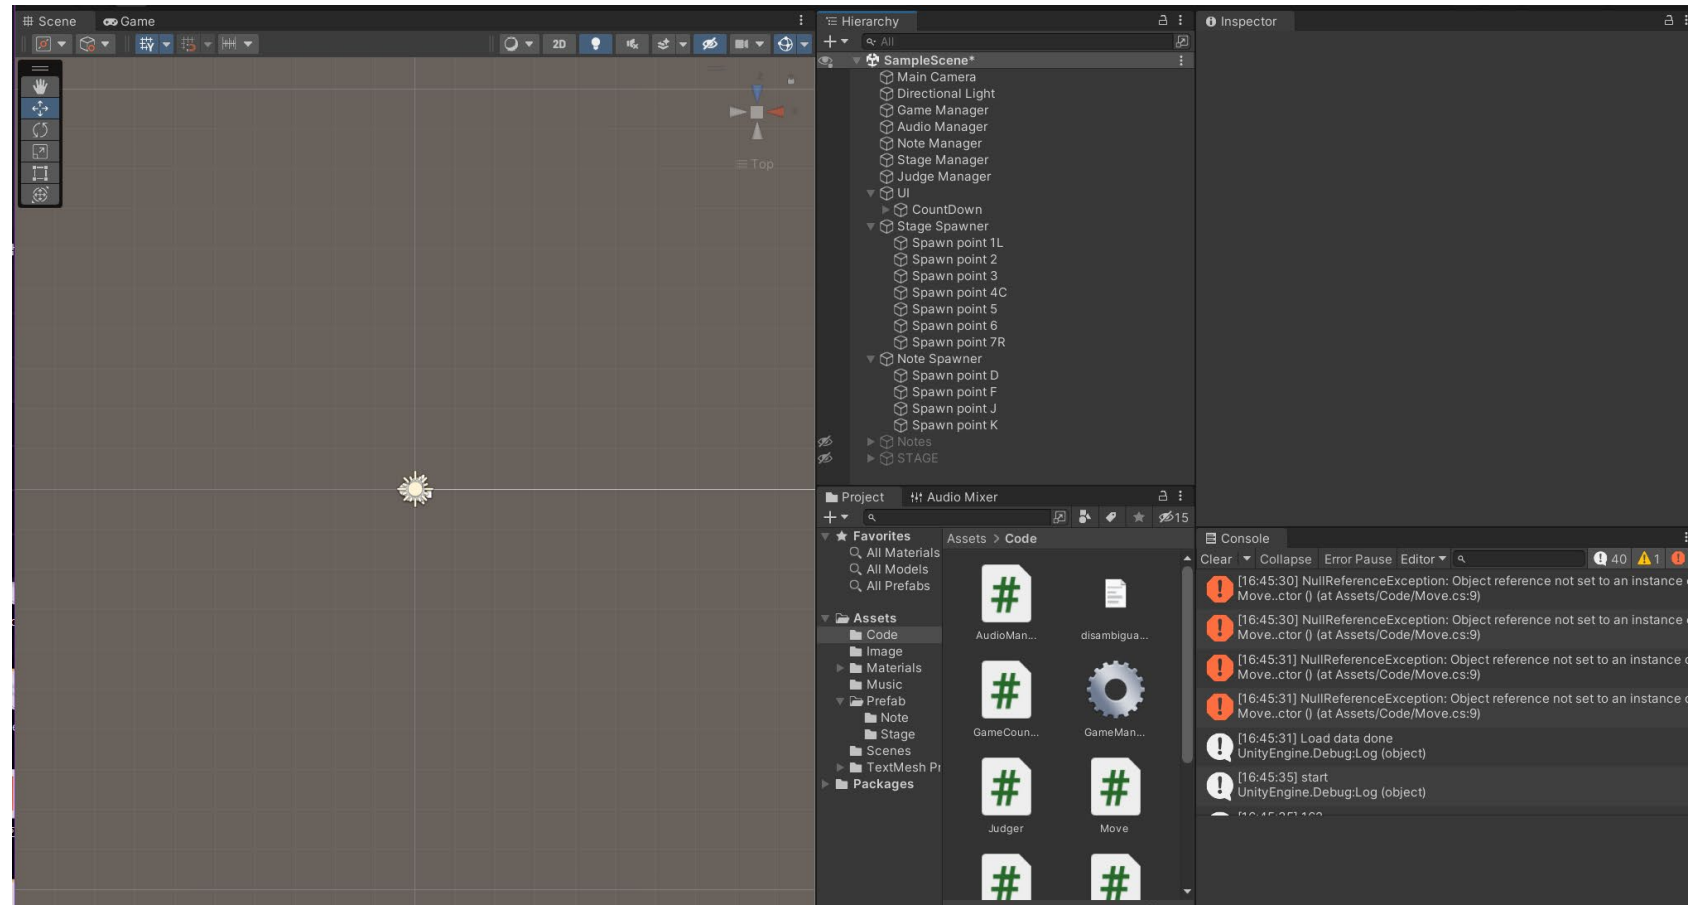 Scene
Game
2D
Top
Hierarchy
All
SampleScene*
Main Camera
Directional Light
Game Manager
Audio Manager
Note Manager
Stage Manager
Judge Manager
UI
CountDown
Stage Spawner
Spawn point 1L
Spawn point 2
Spawn point 3
Spawn point 4C
Spawn point 5
Spawn point 6
Spawn point 7R
Note Spawner
Spawn point D
Spawn point F
Spawn point J
Spawn point K
Notes
STAGE
Inspector
Project
Audio Mixer
15
Favorites
All Materials
All Models
All Prefabs
Assets
Code
Image
Materials
Music
Prefab
Note
Stage
Scenes
TextMesh Pr
Packages
Assets > Code
AudioMan...
disambigua...
GameCoun...
GameMan...
Judger
Move
Console
Clear Collapse Error Pause Editor 40 1
[16:45:30] NullReferenceException: Object reference not set to an instance
Move..ctor () (at Assets/Code/Move.cs:9)
[16:45:30] NullReferenceException: Object reference not set to an instance
Move..ctor () (at Assets/Code/Move.cs:9)
[16:45:31] NullReferenceException: Object reference not set to an instance
Move..ctor () (at Assets/Code/Move.cs:9)
[16:45:31] NullReferenceException: Object reference not set to an instance
Move..ctor () (at Assets/Code/Move.cs:9)
[16:45:31] Load data done
UnityEngine.Debug:Log (object)
[16:45:35] start
UnityEngine.Debug:Log (object)